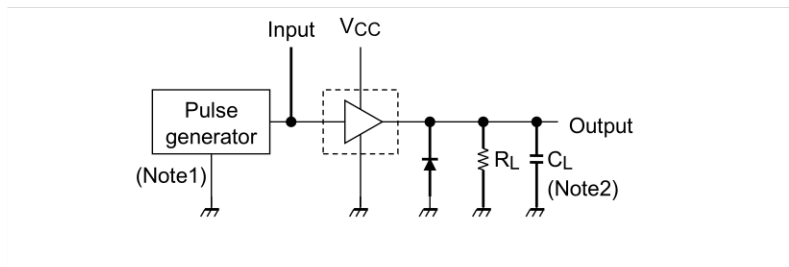 Input
VCC
Pulse
generator
(Note1)
Output
RL
CL
(Note2)